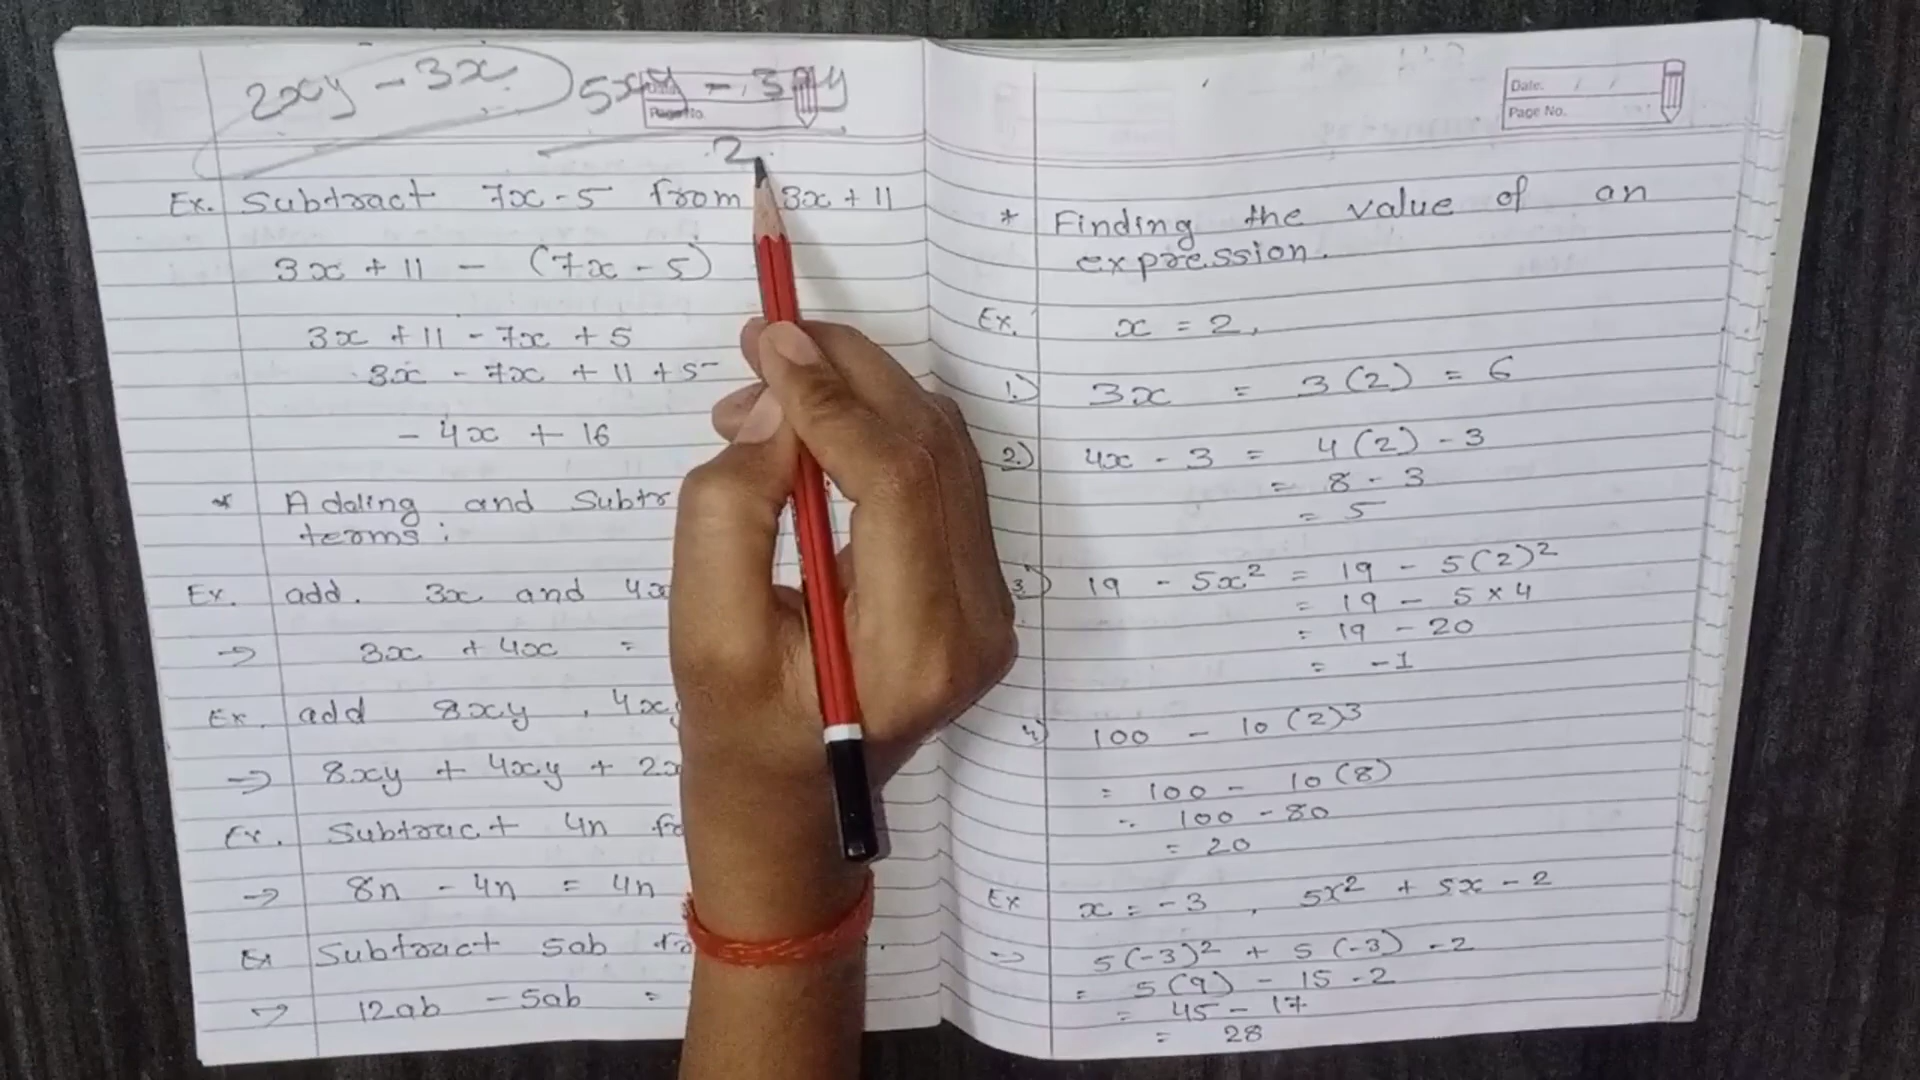 2xy - 3x 5xy - 3xy
Page No.
2
Ex. Subtract 7x - 5 from 3x + 11
3x + 11 - (7x - 5)
3x + 11 - 7x + 5
3x - 7x + 11 + 5
- 4x + 16
* Adding and Subtr
terms :
Ex. add. 3x and 4x
→ 3x + 4x =
Ex. add 8xy , 4xy
→ 8xy + 4xy + 2x
Ex. Subtract 4n
→ 8n - 4n = 4n
Ex Subtract 5ab
→ 12ab - 5ab =
Date. / /
Page No.
* Finding the value of an
expression.
Ex. x = 2,
1.) 3x = 3(2) = 6
2.) 4x - 3 = 4(2) - 3
= 8 - 3
= 5
3) 19 - 5x² = 19 - 5(2)²
= 19 - 5 × 4
= 19 - 20
= -1
4) 100 - 10(2)³
= 100 - 10(8)
= 100 - 80
= 20
Ex x = -3 , 5x² + 5x - 2
→ 5(-3)² + 5(-3) - 2
= 5(9) - 15 - 2
= 45 - 17
= 28